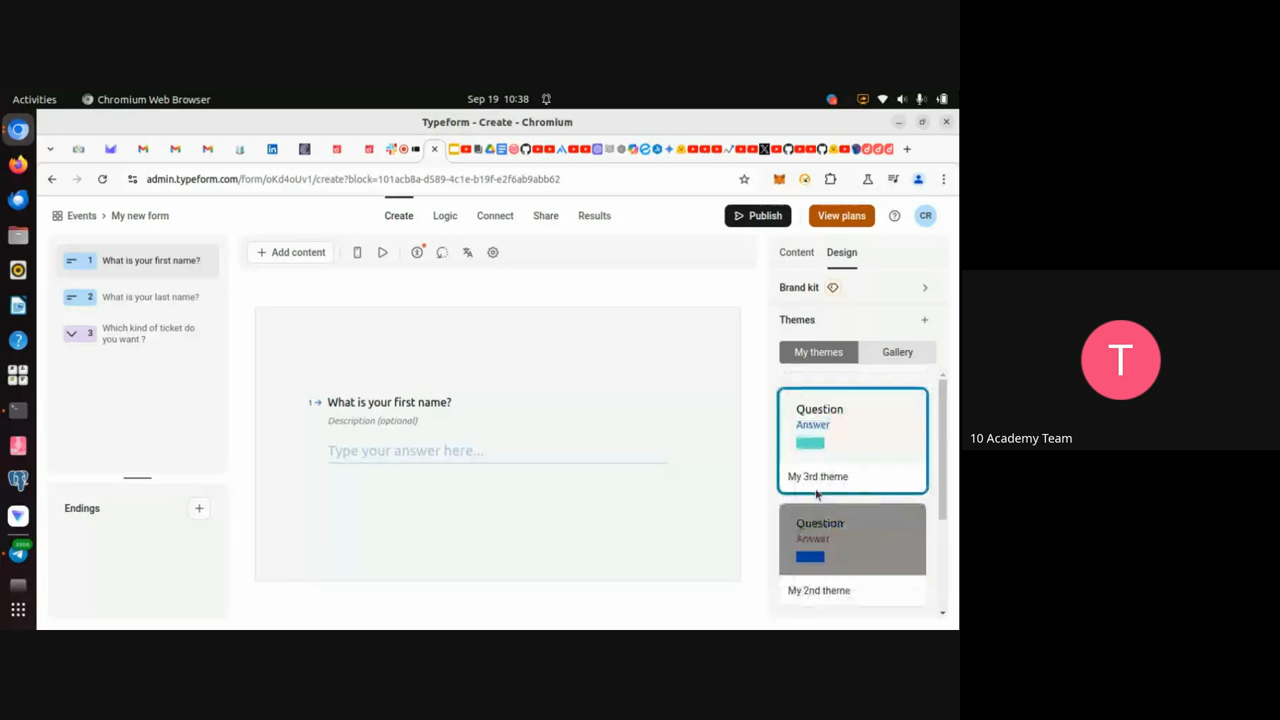 Activities
Chromium Web Browser
Sep 19 10:38
Typeform - Create - Chromium
admin.typeform.com/form/oKd4oUv1/create?block=101acb8a-d589-4c1e-b19f-e2f6ab9abb62
Events > My new form
Create
Logic
Connect
Share
Results
Publish
View plans
CR
1 What is your first name?
2 What is your last name?
3 Which kind of ticket do
you want ?
Endings
+ Add content
1 → What is your first name?
Description (optional)
Type your answer here...
Content
Design
Brand kit
Themes
My themes
Gallery
Question
Answer
My 3rd theme
Question
Answer
My 2nd theme
T
10 Academy Team